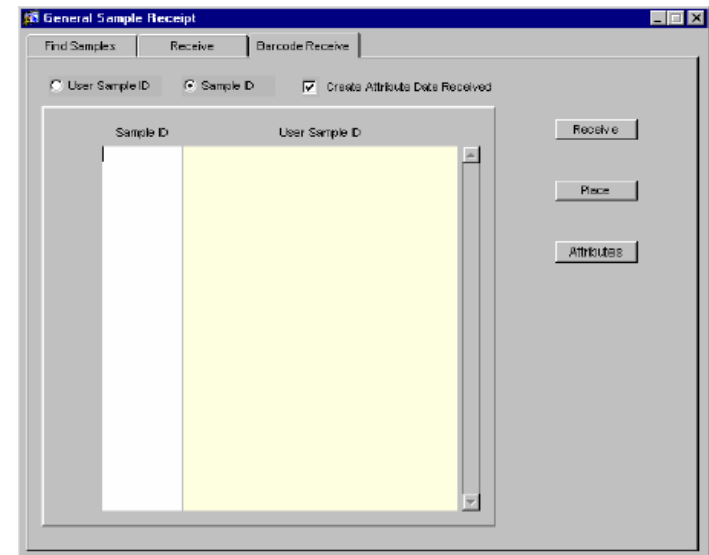 General Sample Receipt
Find Samples Receive Barcode Receive
User Sample ID Sample ID Create Attribute Date Received
Sample ID User Sample ID
Receive
Place
Attributes